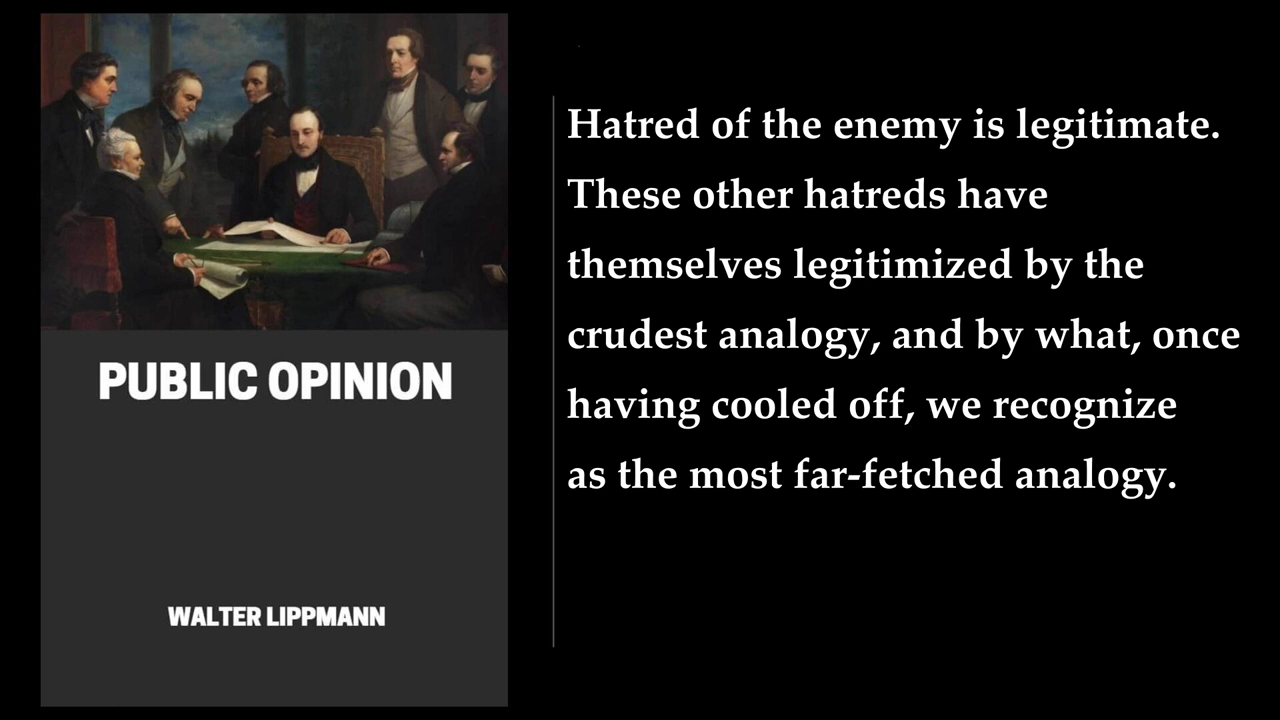 PUBLIC OPINION
WALTER LIPPMANN
Hatred of the enemy is legitimate.
These other hatreds have
themselves legitimized by the
crudest analogy, and by what, once
having cooled off, we recognize
as the most far-fetched analogy.